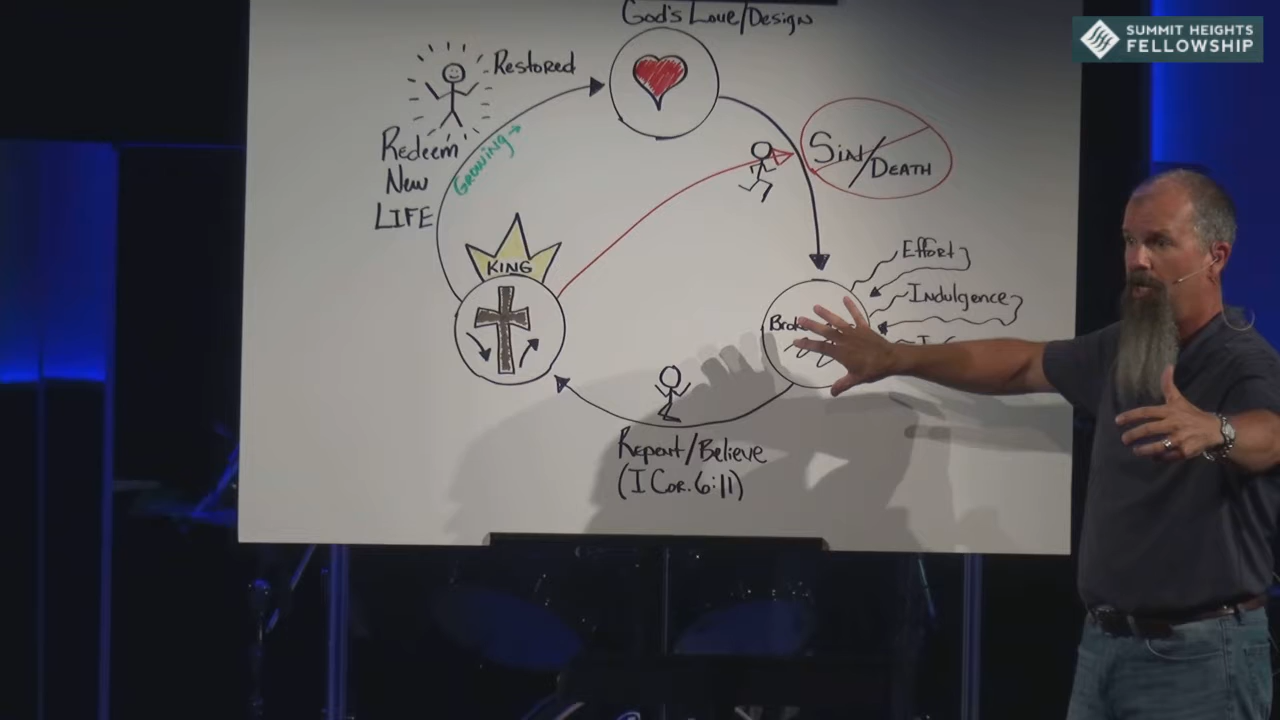 God's Love/Design
SUMMIT HEIGHTS
FELLOWSHIP
Restored
Redeem
New
LIFE
Growing
Sin/Death
KING
Effort
Indulgence
Repent/Believe
(I Cor. 6:11)